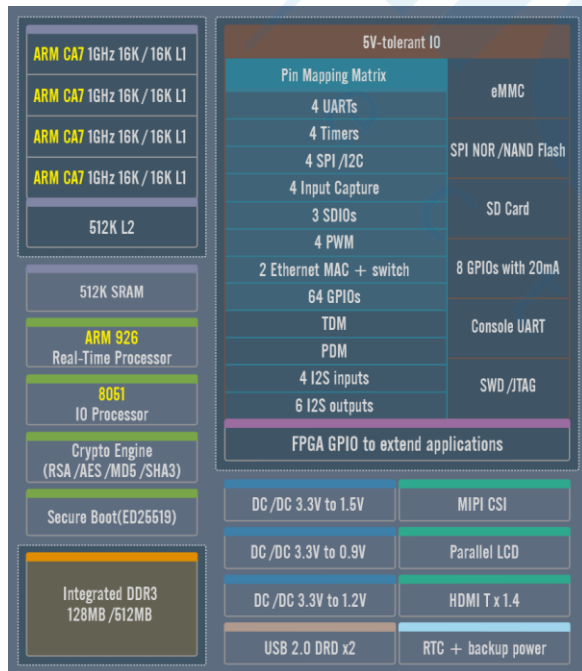 ARM CA7 1GHz 16K / 16K L1
ARM CA7 1GHz 16K / 16K L1
ARM CA7 1GHz 16K / 16K L1
ARM CA7 1GHz 16K / 16K L1
512K L2
512K SRAM
ARM 926
Real-Time Processor
8051
IO Processor
Crypto Engine
(RSA /AES /MD5 /SHA3)
Secure Boot(ED25519)
Integrated DDR3
128MB /512MB
5V-tolerant IO
Pin Mapping Matrix
4 UARTs
4 Timers
4 SPI /I2C
4 Input Capture
3 SDIOs
4 PWM
2 Ethernet MAC + switch
64 GPIOs
TDM
PDM
4 I2S inputs
6 I2S outputs
eMMC
SPI NOR /NAND Flash
SD Card
8 GPIOs with 20mA
Console UART
SWD /JTAG
FPGA GPIO to extend applications
DC /DC 3.3V to 1.5V
MIPI CSI
DC /DC 3.3V to 0.9V
Parallel LCD
DC /DC 3.3V to 1.2V
HDMI T x 1.4
USB 2.0 DRD x2
RTC + backup power